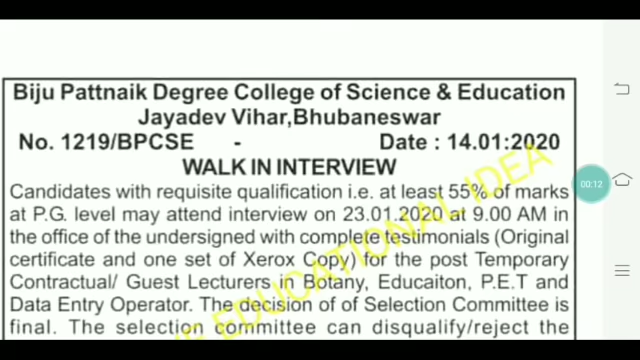 Biju Pattnaik Degree College of Science & Education
Jayadev Vihar,Bhubaneswar
No. 1219/BPCSE - Date : 14.01:2020
WALK IN INTERVIEW
Candidates with requisite qualification i.e. at least 55% of marks
at P.G. level may attend interview on 23.01.2020 at 9.00 AM in
the office of the undersigned with complete testimonials (Original
certificate and one set of Xerox Copy) for the post Temporary
Contractual/ Guest Lecturers in Botany, Educaiton, P.E.T and
Data Entry Operator. The decision of of Selection Committee is
final. The selection committee can disqualify/reject the
EDUCATIONAL IDEA
00:12